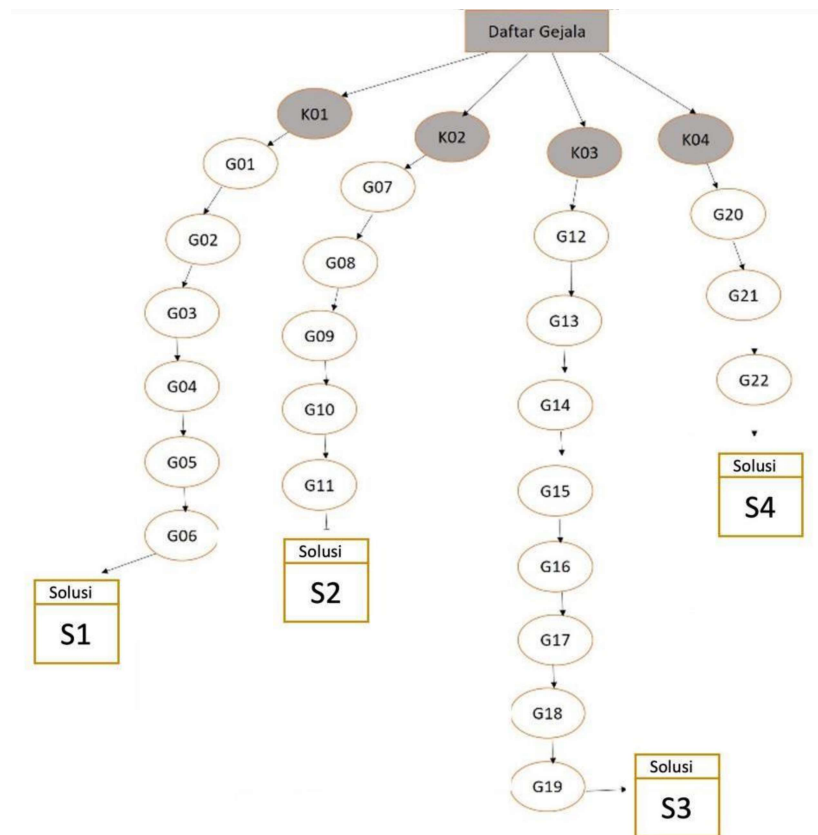 Daftar Gejala
K01
G01
G02
G03
G04
G05
G06
Solusi
S1
K02
G07
G08
G09
G10
G11
Solusi
S2
K03
G12
G13
G14
G15
G16
G17
G18
G19
Solusi
S3
K04
G20
G21
G22
Solusi
S4